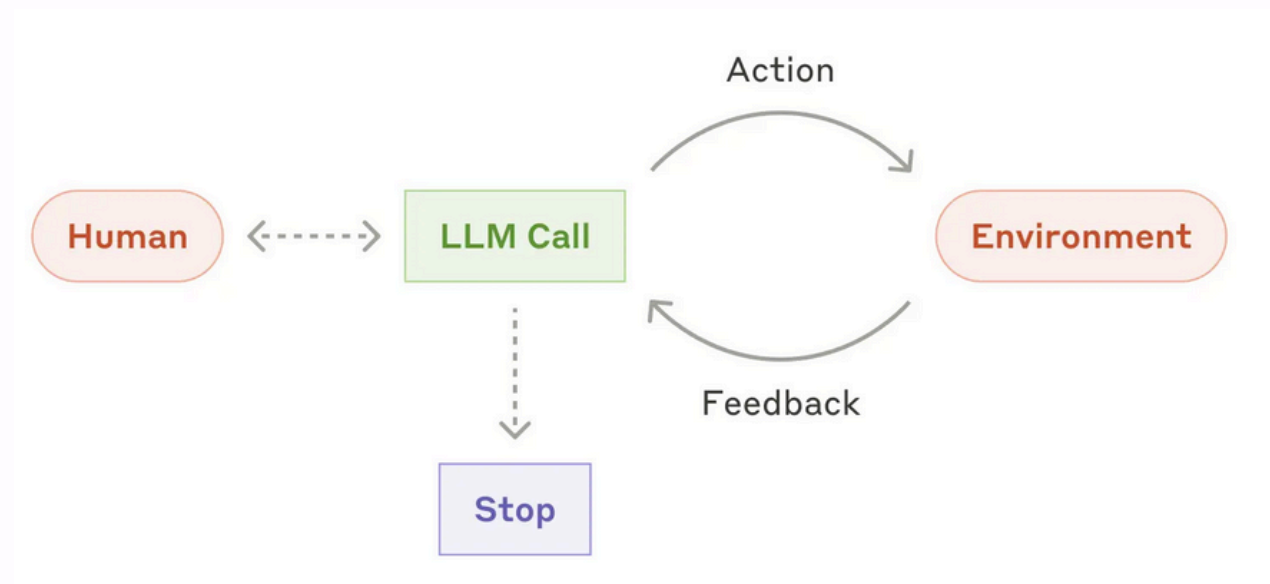 Action
Human
LLM Call
Environment
Feedback
Stop